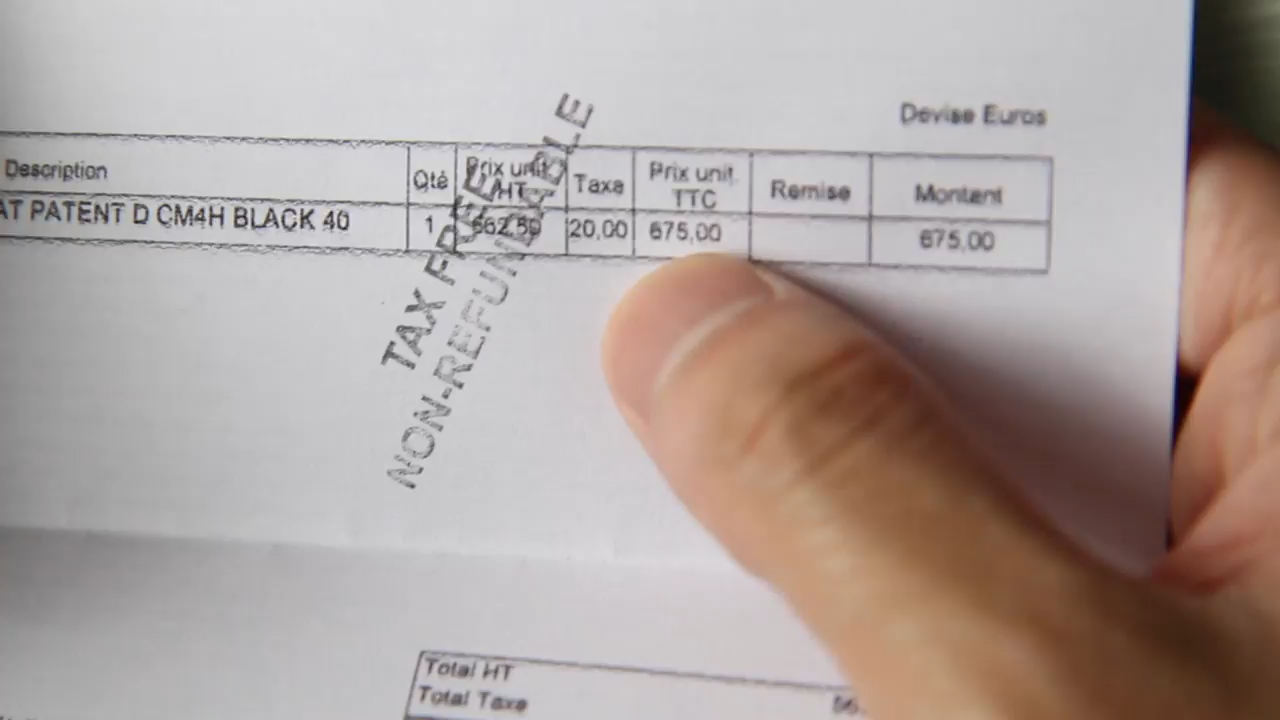 Devise Euros
Description Qté Prix unit. HT Taxe Prix unit. TTC Remise Montant
AT PATENT D CM4H BLACK 40 1 562,50 20,00 675,00 675,00
TAX FREE
NON-REFUNDABLE
Total HT
Total Taxe